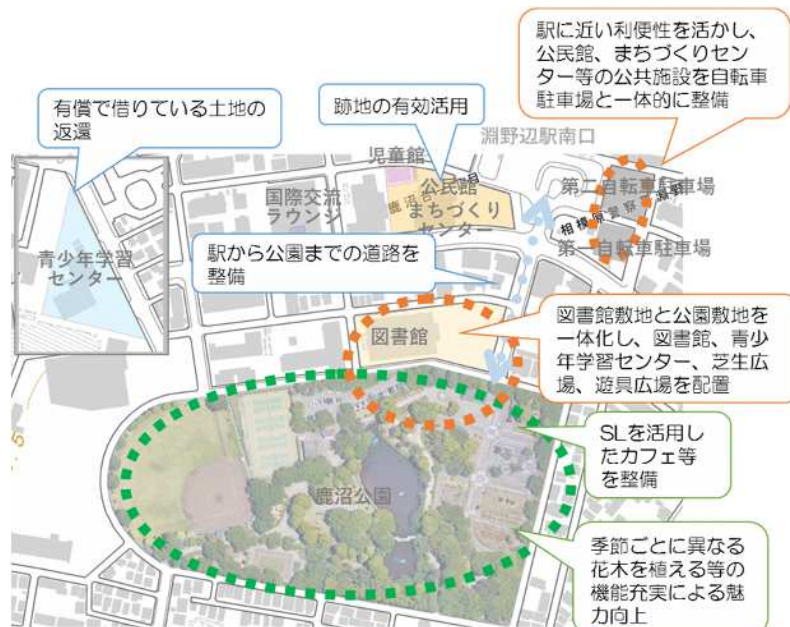 駅に近い利便性を活かし、
公民館、まちづくりセン
ター等の公共施設を自転車
駐車場と一体的に整備
有償で借りている土地の
返還
跡地の有効活用
淵野辺駅南口
児童館
公民館
まちづくり
センター
国際交流
ラウンジ
第二自転車駐車場
第一自転車駐車場
青少年学習
センター
駅から公園までの道路を
整備
図書館
図書館敷地と公園敷地を
一体化し、図書館、青少
年学習センター、芝生広
場、遊具広場を配置
SLを活用し
たカフェ等
を整備
鹿沼公園
季節ごとに異なる
花木を植える等の
機能充実による魅
力向上